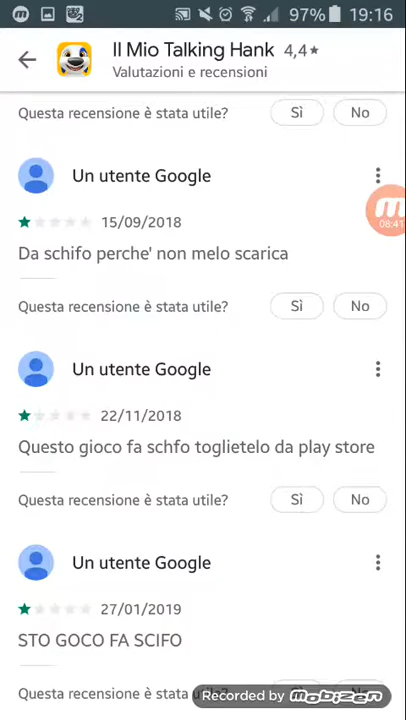 97% 19:16
Il Mio Talking Hank 4,4★
Valutazioni e recensioni
Questa recensione è stata utile? Sì No
Un utente Google
15/09/2018
Da schifo perche' non melo scarica
Questa recensione è stata utile? Sì No
Un utente Google
22/11/2018
Questo gioco fa schfo toglietelo da play store
Questa recensione è stata utile? Sì No
Un utente Google
27/01/2019
STO GOCO FA SCIFO
Questa recensione è stata utile?
08:41
Recorded by mobizen